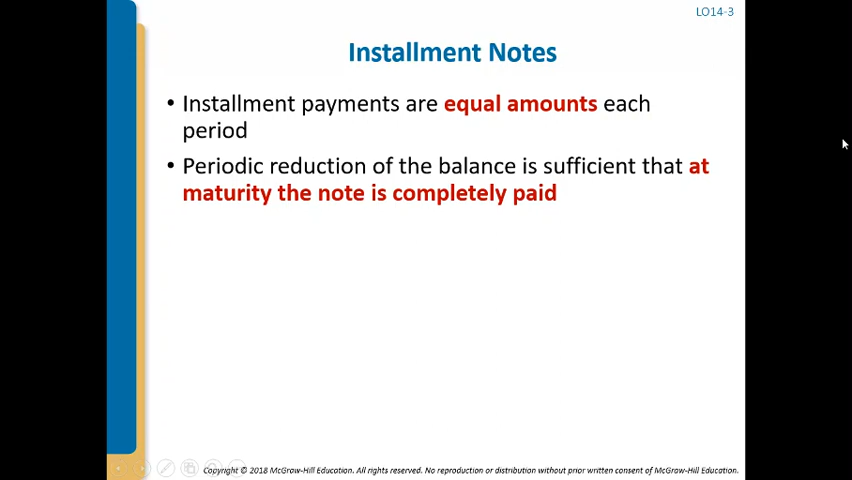 LO14-3
Installment Notes
• Installment payments are equal amounts each
period
• Periodic reduction of the balance is sufficient that at
maturity the note is completely paid
Copyright © 2018 McGraw-Hill Education. All rights reserved. No reproduction or distribution without prior written consent of McGraw-Hill Education.